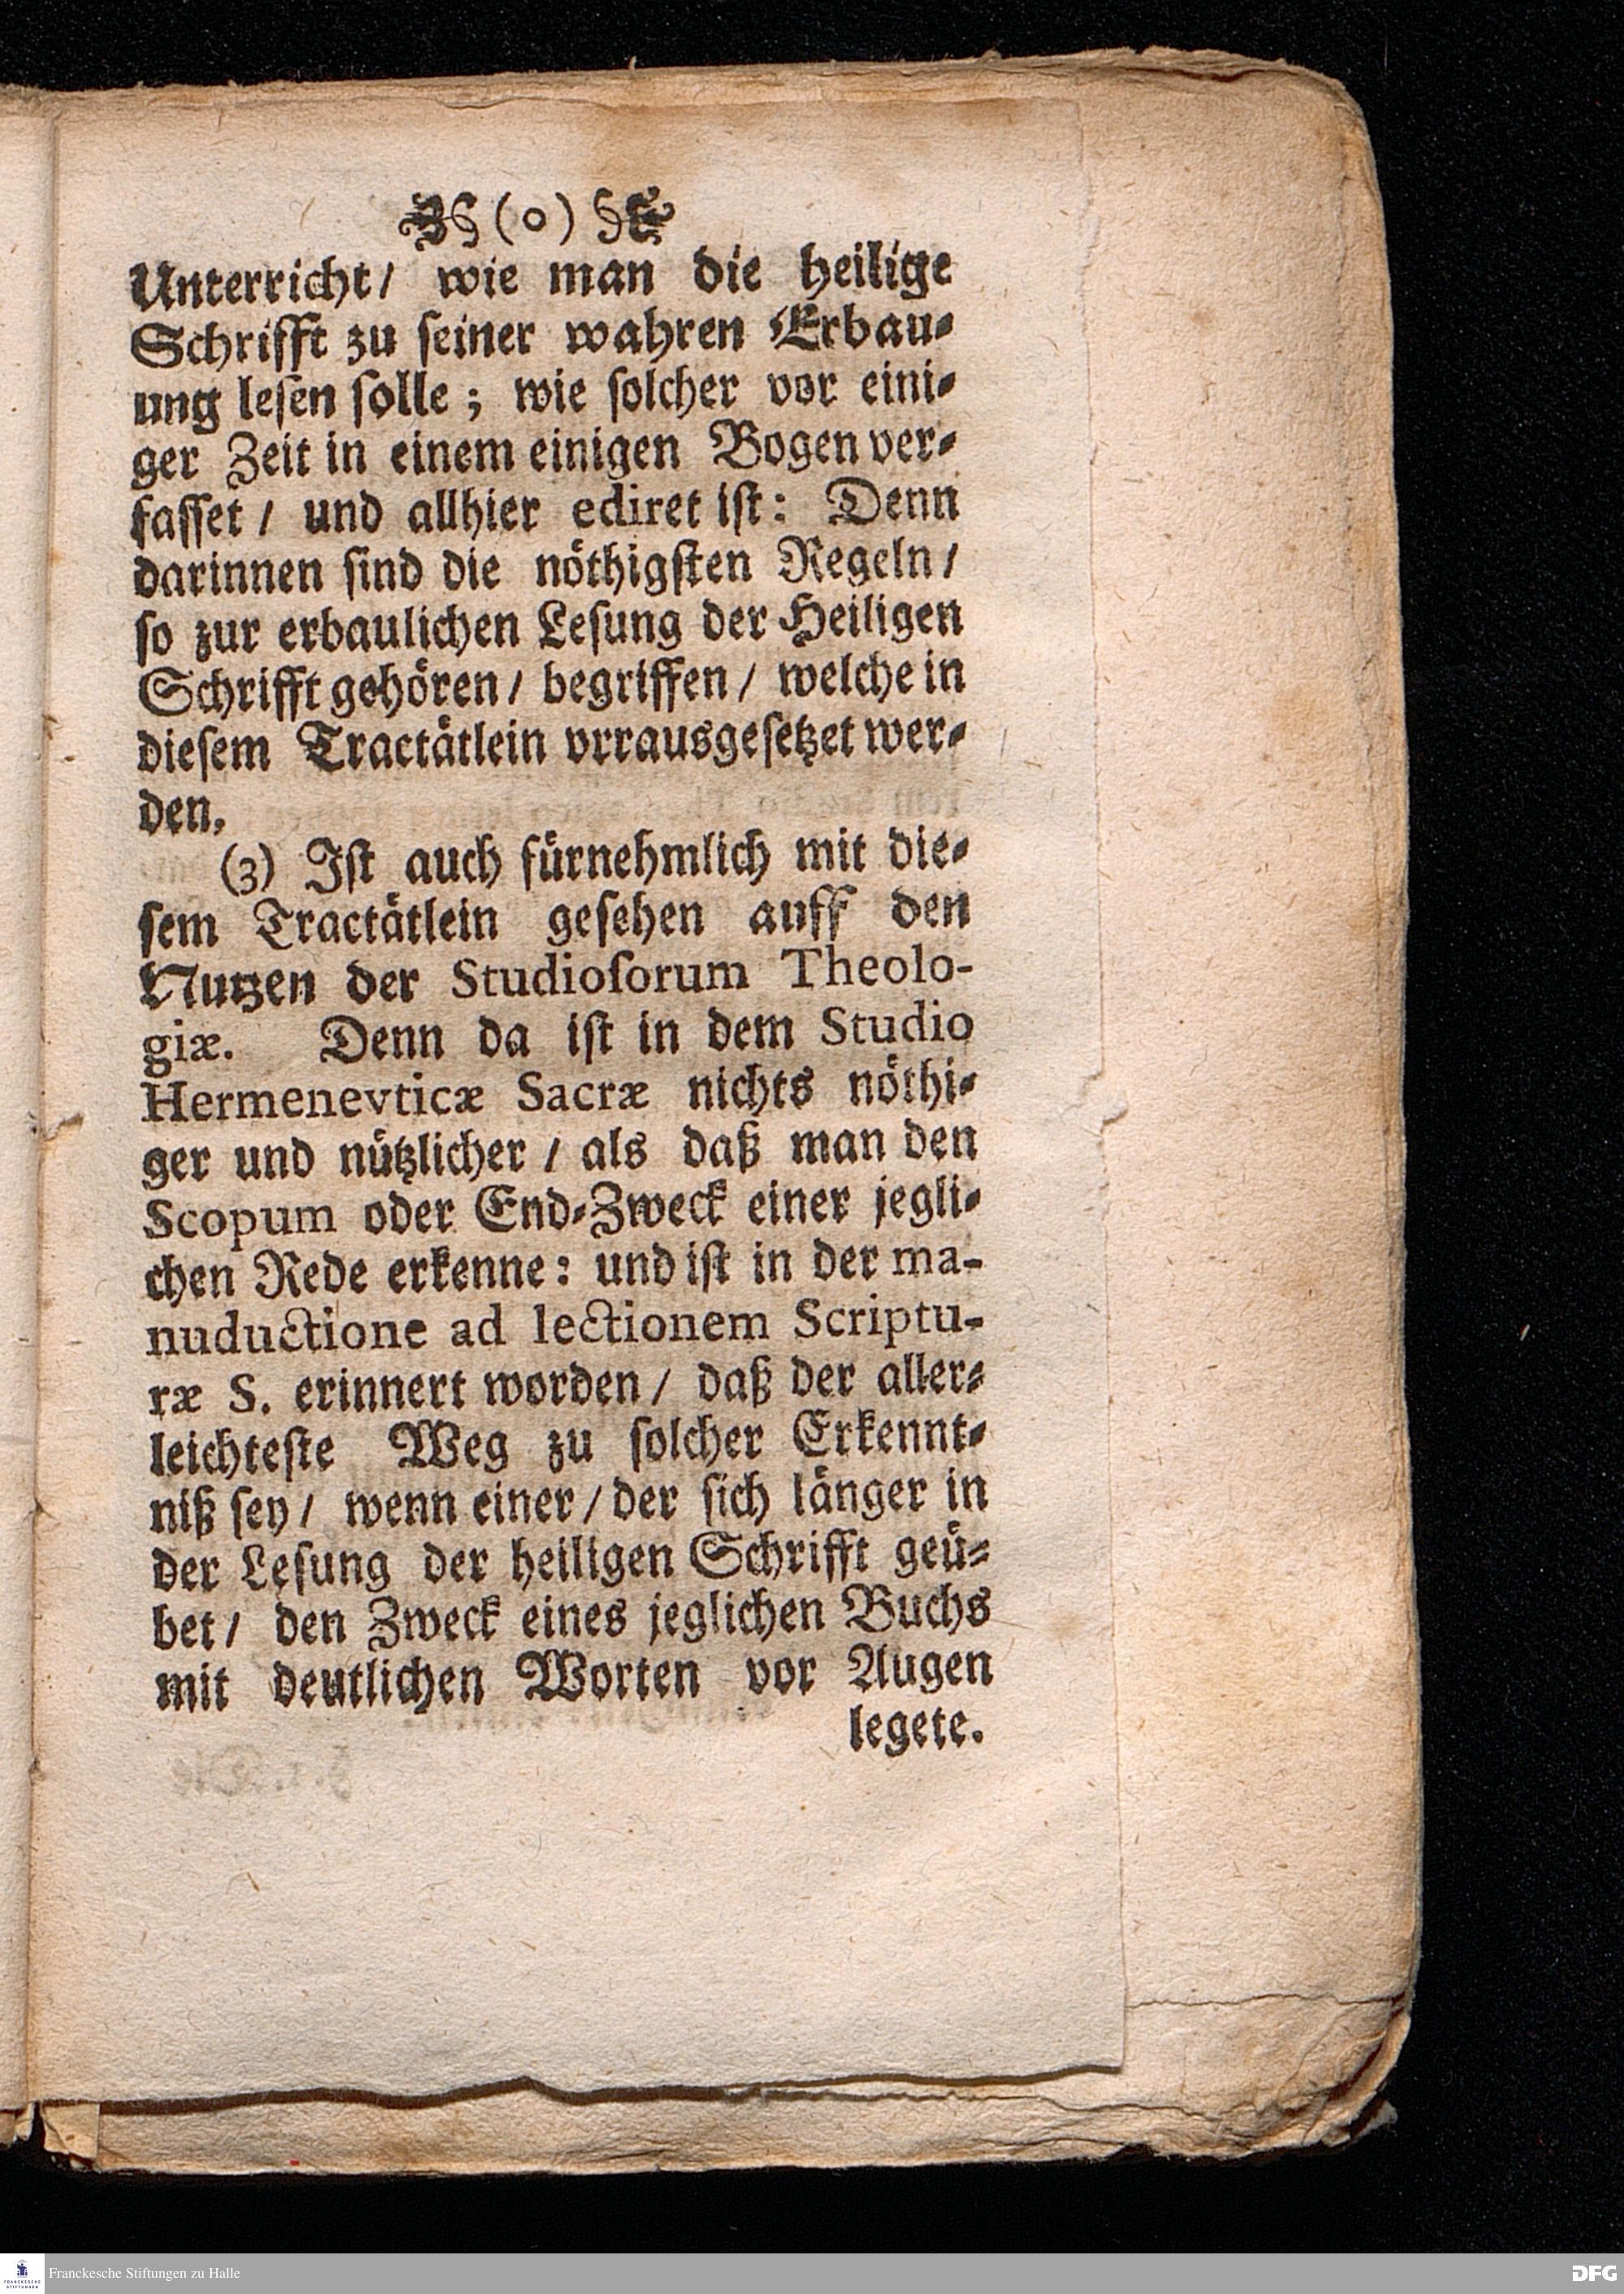 (o)
Unterricht/ wie man die heilige
Schrifft zu seiner wahren Erbau-
ung lesen solle; wie solcher vor eini-
ger Zeit in einem einigen Bogen ver-
fasset/ und allhier ediret ist: Denn
darinnen sind die nöthigsten Regeln/
so zur erbaulichen Lesung der Heiligen
Schrifft gehören/ begriffen/ welche in
diesem Tractätlein vrrausgesetzet wer-
den,
(3) Ist auch fürnehmlich mit die-
sem Tractätlein gesehen auff den
Nutzen der Studiosorum Theolo-
giæ. Denn da ist in dem Studio
Hermenevticæ Sacræ nichts nöthi-
ger und nützlicher/ als daß man den
Scopum oder End-Zweck einer jegli-
chen Rede erkenne: und ist in der ma-
nuductione ad lectionem Scriptu-
ræ S. erinnert worden/ daß der aller-
leichteste Weg zu solcher Erkennt-
niß sey/ wenn einer/ der sich länger in
der Lesung der heiligen Schrifft geü-
bet/ den Zweck eines jeglichen Buchs
mit deutlichen Worten vor Augen
legete.
Franckesche Stiftungen zu Halle
DFG